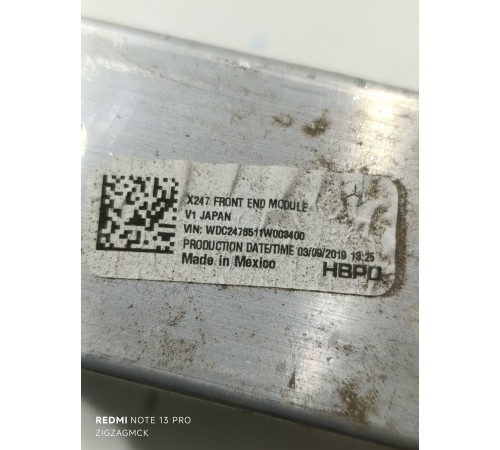 X247 FRONT END MODULE
V1 JAPAN
VIN: WDC2476511W003400
PRODUCTION DATE/TIME 03/09/2019 13:25
Made in Mexico
HBPO
REDMI NOTE 13 PRO
ZIGZAGMCK